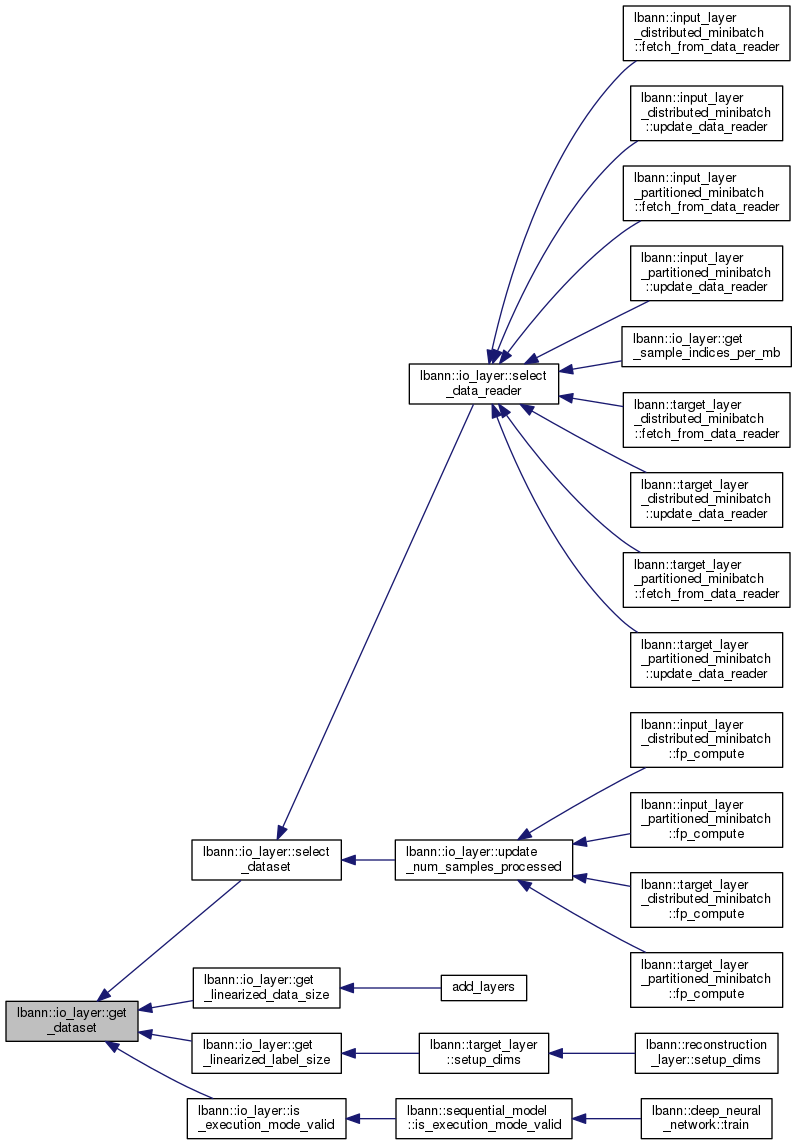 lbann::input_layer
_distributed_minibatch
::fetch_from_data_reader
lbann::input_layer
_distributed_minibatch
::update_data_reader
lbann::input_layer
_partitioned_minibatch
::fetch_from_data_reader
lbann::input_layer
_partitioned_minibatch
::update_data_reader
lbann::io_layer::get
_sample_indices_per_mb
lbann::io_layer::select
_data_reader
lbann::target_layer
_distributed_minibatch
::fetch_from_data_reader
lbann::target_layer
_distributed_minibatch
::update_data_reader
lbann::target_layer
_partitioned_minibatch
::fetch_from_data_reader
lbann::target_layer
_partitioned_minibatch
::update_data_reader
lbann::input_layer
_distributed_minibatch
::fp_compute
lbann::input_layer
_partitioned_minibatch
::fp_compute
lbann::io_layer::select
_dataset
lbann::io_layer::update
_num_samples_processed
lbann::target_layer
_distributed_minibatch
::fp_compute
lbann::target_layer
_partitioned_minibatch
::fp_compute
lbann::io_layer::get
_linearized_data_size
add_layers
lbann::io_layer::get
_dataset
lbann::io_layer::get
_linearized_label_size
lbann::target_layer
::setup_dims
lbann::reconstruction
_layer::setup_dims
lbann::io_layer::is
_execution_mode_valid
lbann::sequential_model
::is_execution_mode_valid
lbann::deep_neural
_network::train